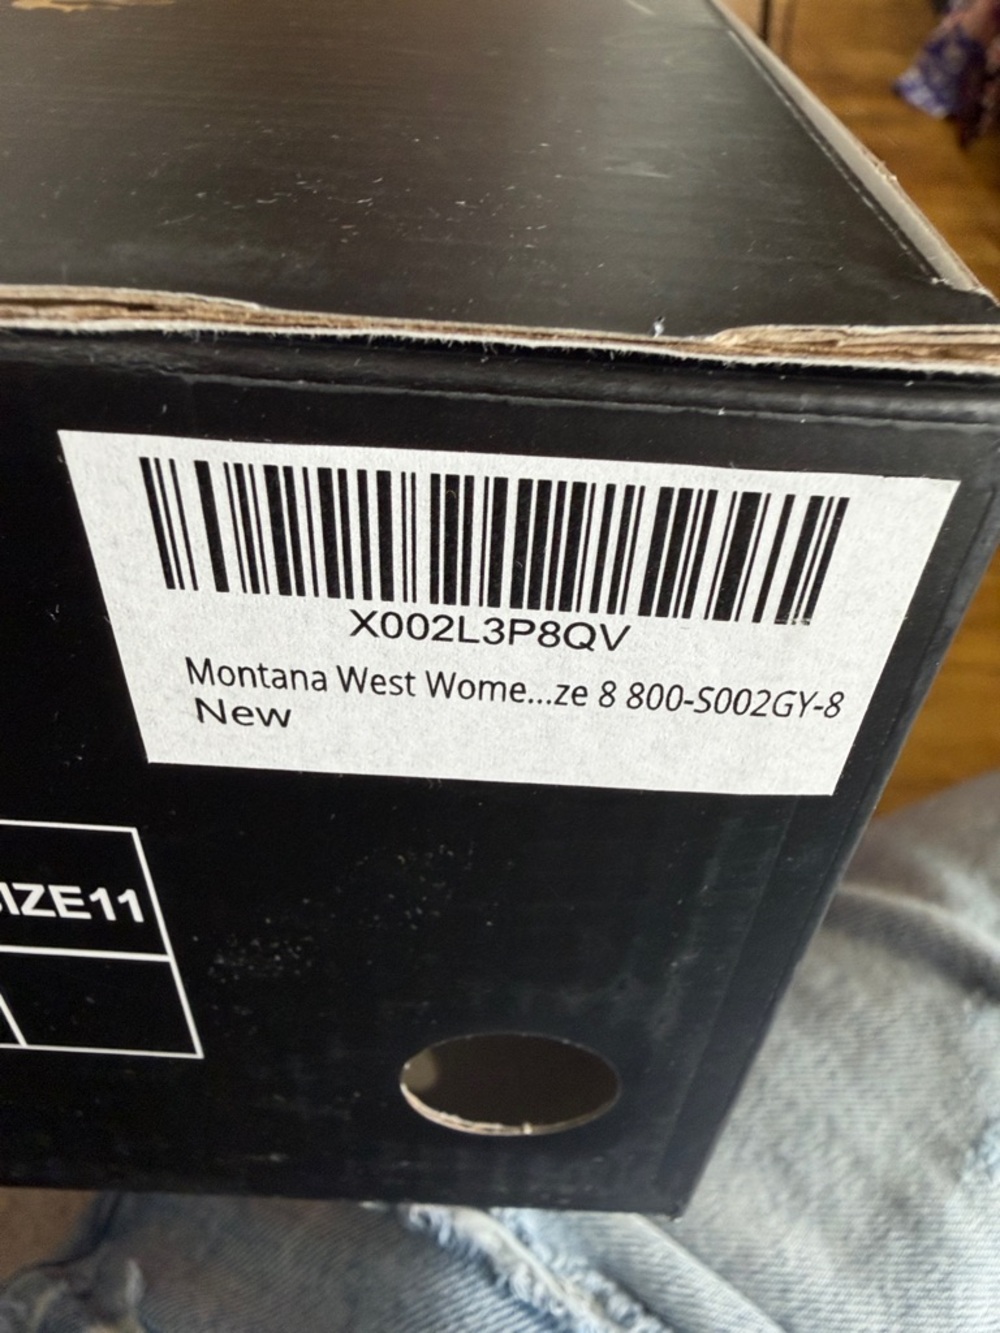 X002L3P8QV
Montana West Wome...ze 8 800-S002GY-8
New
IZE11